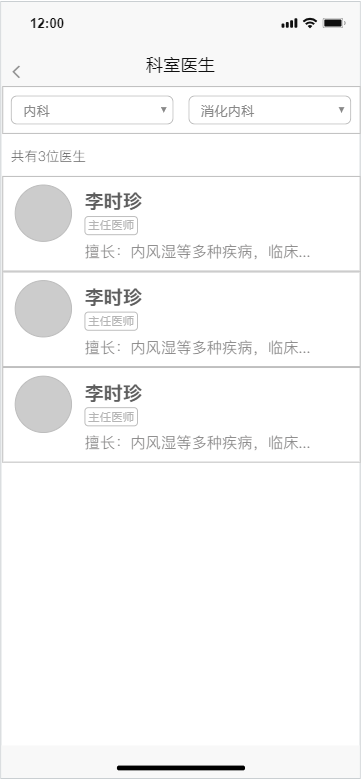 12:00
科室医生
内科
消化内科
共有3位医生
李时珍
主任医师
擅长：内风湿等多种疾病，临床...
李时珍
主任医师
擅长：内风湿等多种疾病，临床...
李时珍
主任医师
擅长：内风湿等多种疾病，临床...